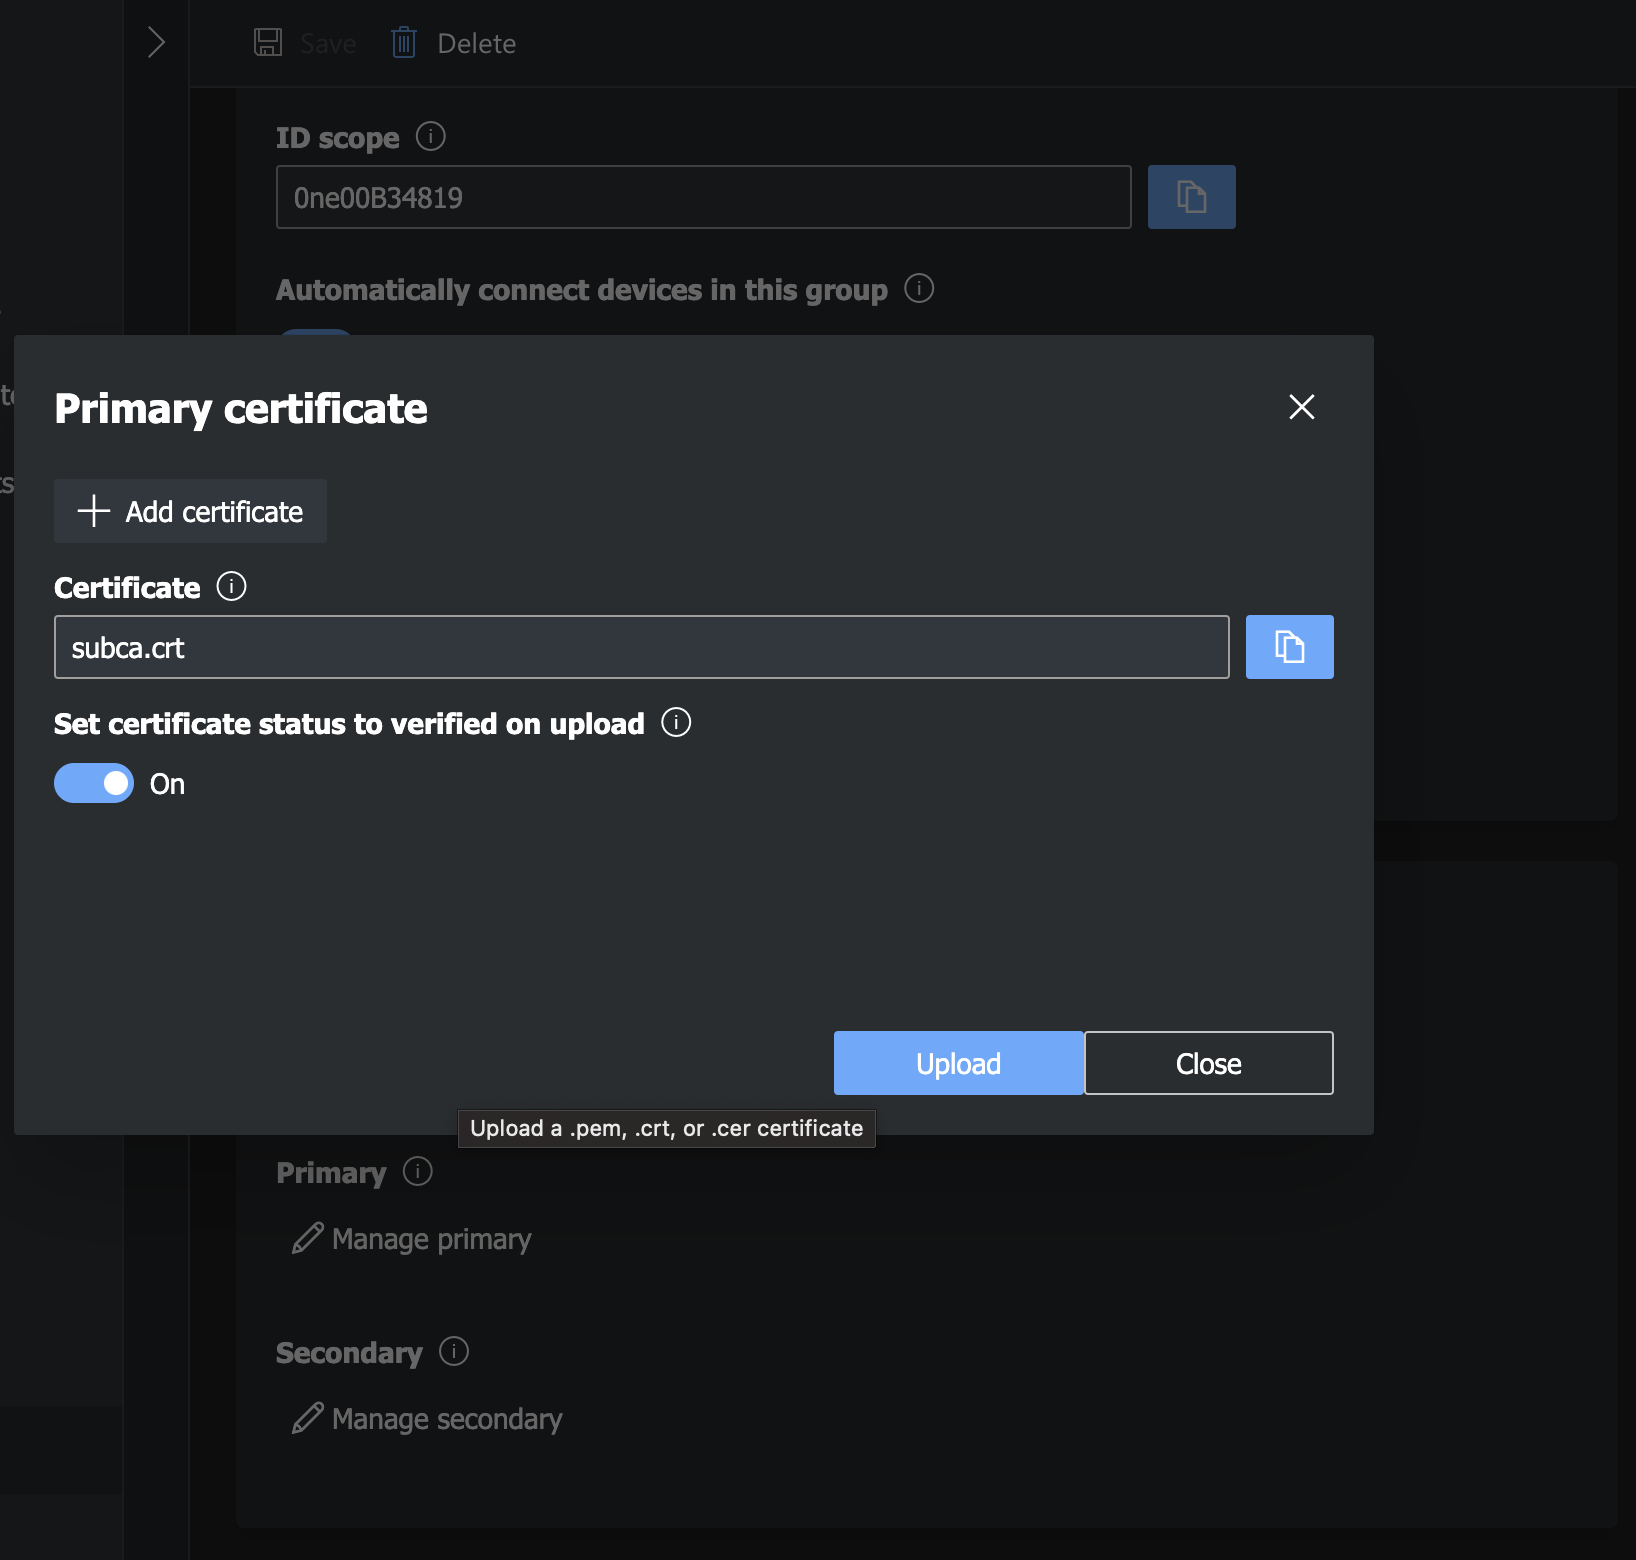 Save Delete
ID scope
0ne00B34819
Automatically connect devices in this group
Primary certificate
Add certificate
Certificate
subca.crt
Set certificate status to verified on upload
On
Upload Close
Upload a .pem, .crt, or .cer certificate
Primary
Manage primary
Secondary
Manage secondary